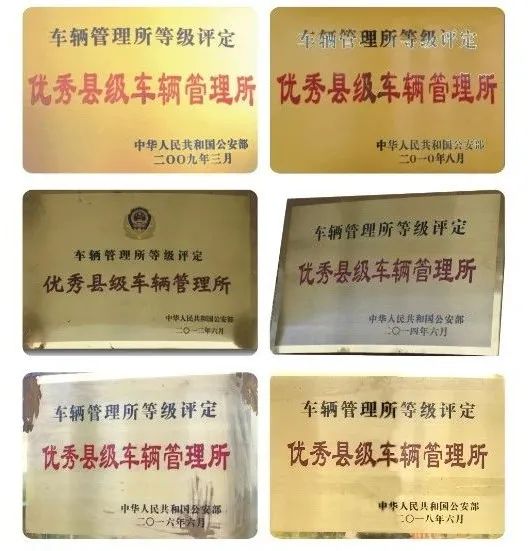 车辆管理所等级评定
优秀县级车辆管理所
中华人民共和国公安部
二〇〇九年三月
车辆管理所等级评定
优秀县级车辆管理所
中华人民共和国公安部
二〇一〇年八月
车辆管理所等级评定
优秀县级车辆管理所
中华人民共和国公安部
二〇一二年六月
车辆管理所等级评定
优秀县级车辆管理所
中华人民共和国公安部
二〇一四年六月
车辆管理所等级评定
优秀县级车辆管理所
中华人民共和国公安部
二〇一六年六月
车辆管理所等级评定
优秀县级车辆管理所
中华人民共和国公安部
二〇一八年六月